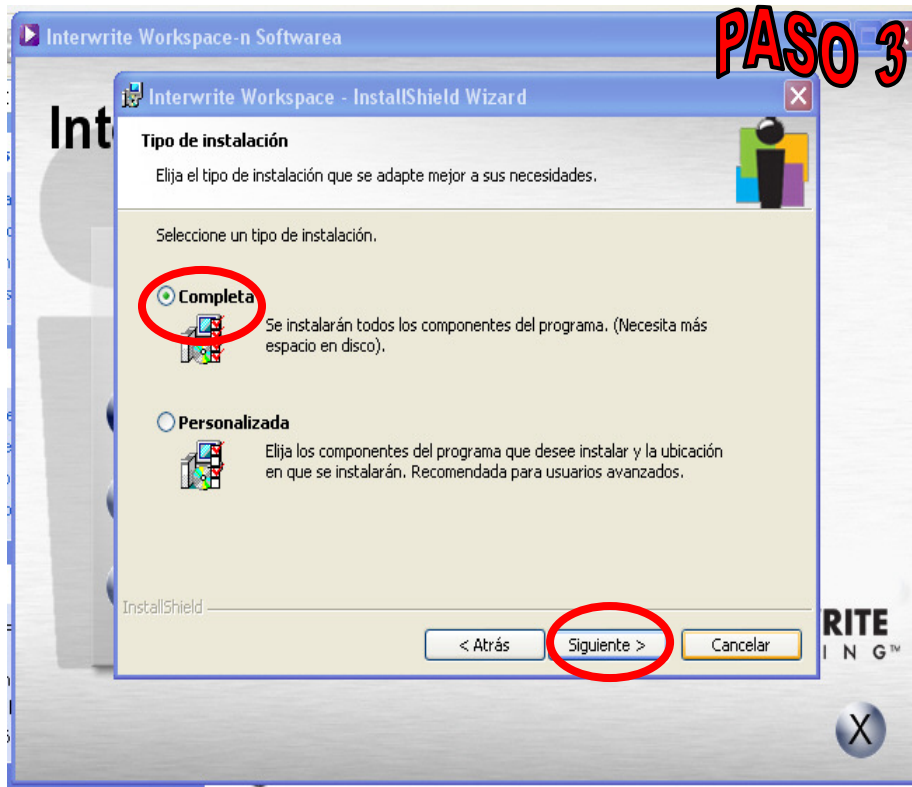 PASO 3
Interwrite Workspace-n Softwarea
Int
Interwrite Workspace - InstallShield Wizard
Tipo de instalación
Elija el tipo de instalación que se adapte mejor a sus necesidades.
Seleccione un tipo de instalación.
Completa
Se instalarán todos los componentes del programa. (Necesita más
espacio en disco).
Personalizada
Elija los componentes del programa que desee instalar y la ubicación
en que se instalarán. Recomendada para usuarios avanzados.
InstallShield
< Atrás
Siguiente >
Cancelar
RITE
I N G™
X